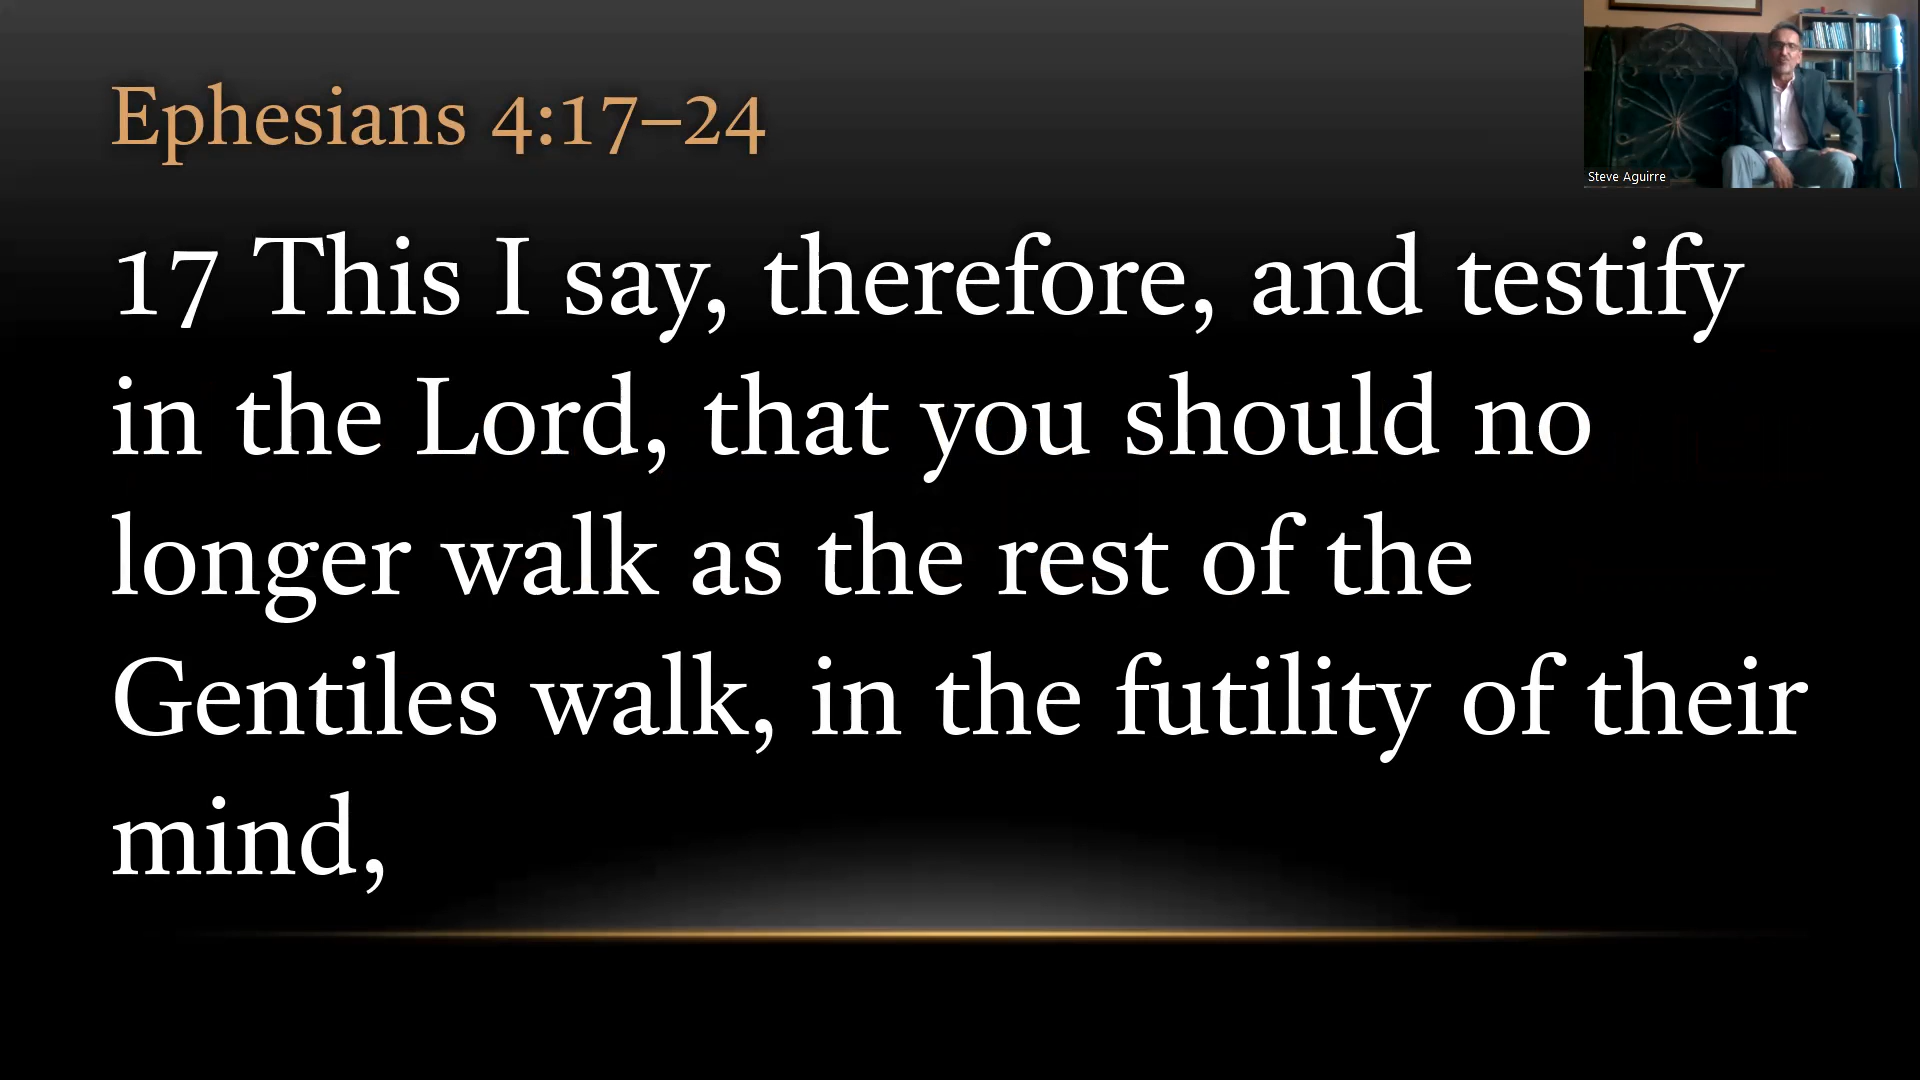 Ephesians 4:17–24
Steve Aguirre
17 This I say, therefore, and testify
in the Lord, that you should no
longer walk as the rest of the
Gentiles walk, in the futility of their
mind,